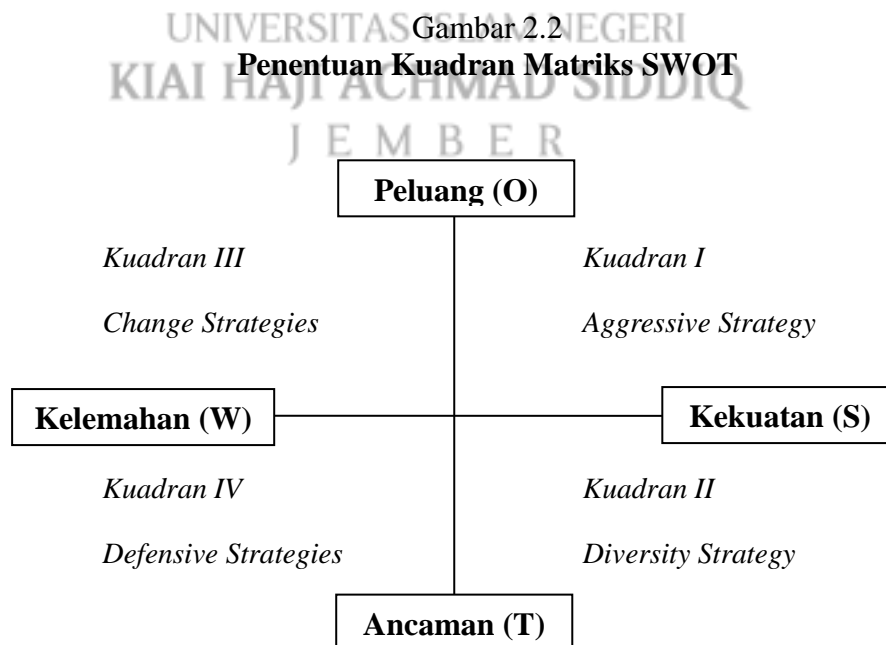 UNIVERSITAS ISLAM NEGERI
Gambar 2.2
KIAI HAJI ACHMAD SIDDIQ
Penentuan Kuadran Matriks SWOT
JEMBER
Peluang (O)
Kuadran III
Kuadran I
Change Strategies
Aggressive Strategy
Kelemahan (W)
Kekuatan (S)
Kuadran IV
Kuadran II
Defensive Strategies
Diversity Strategy
Ancaman (T)